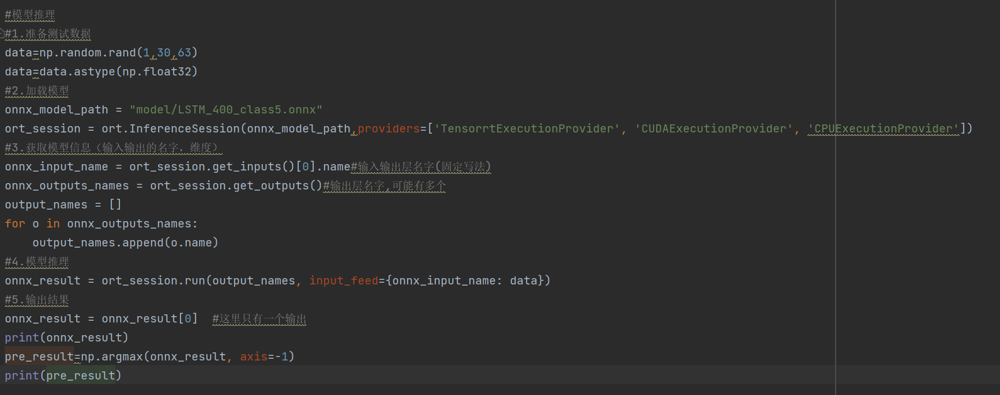 #模型推理
#1.准备测试数据
data=np.random.rand(1,30,63)
data=data.astype(np.float32)
#2.加载模型
onnx_model_path = "model/LSTM_400_class5.onnx"
ort_session = ort.InferenceSession(onnx_model_path,providers=['TensorrtExecutionProvider', 'CUDAExecutionProvider', 'CPUExecutionProvider'])
#3.获取模型信息（输入输出的名字，维度）
onnx_input_name = ort_session.get_inputs()[0].name#输入输出层名字(固定写法)
onnx_outputs_names = ort_session.get_outputs()#输出层名字,可能有多个
output_names = []
for o in onnx_outputs_names:
    output_names.append(o.name)
#4.模型推理
onnx_result = ort_session.run(output_names, input_feed={onnx_input_name: data})
#5.输出结果
onnx_result = onnx_result[0]  #这里只有一个输出
print(onnx_result)
pre_result=np.argmax(onnx_result, axis=-1)
print(pre_result)